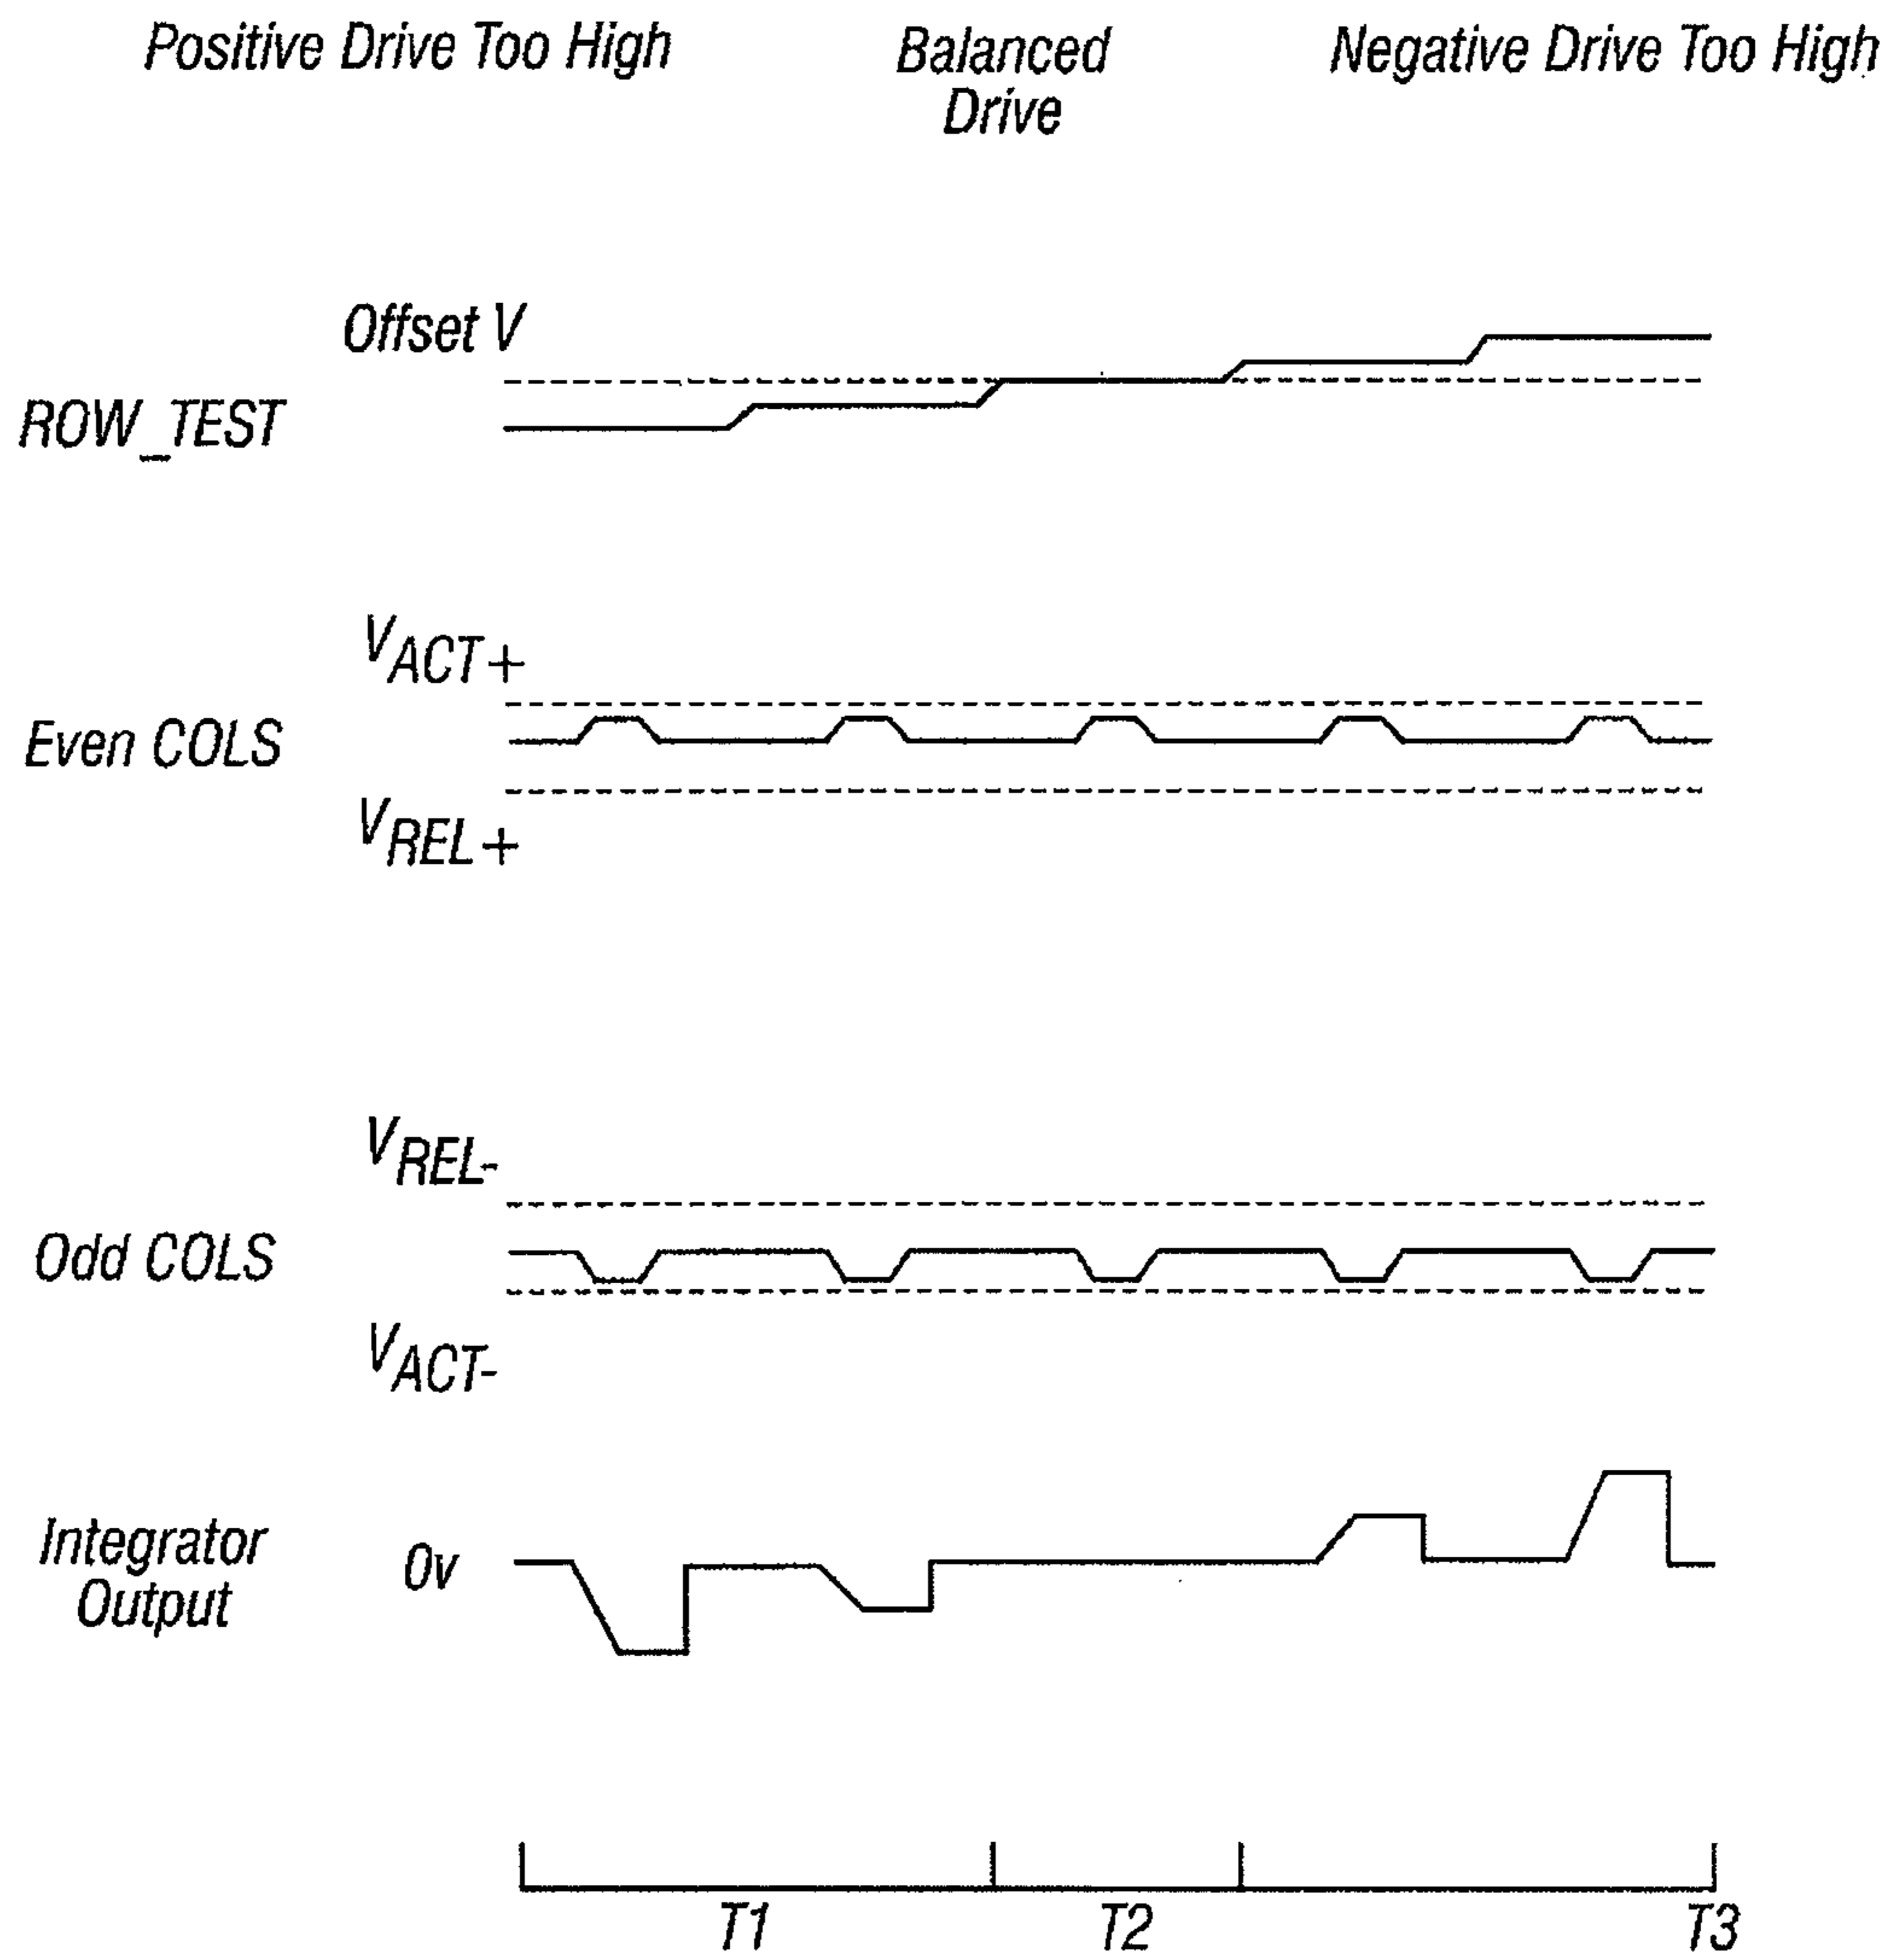 Positive Drive Too High
Balanced
Drive
Negative Drive Too High
Offset V
ROW_TEST
VACT+
Even COLS
VREL+
VREL-
Odd COLS
VACT-
Integrator
Output
0v
T1
T2
T3